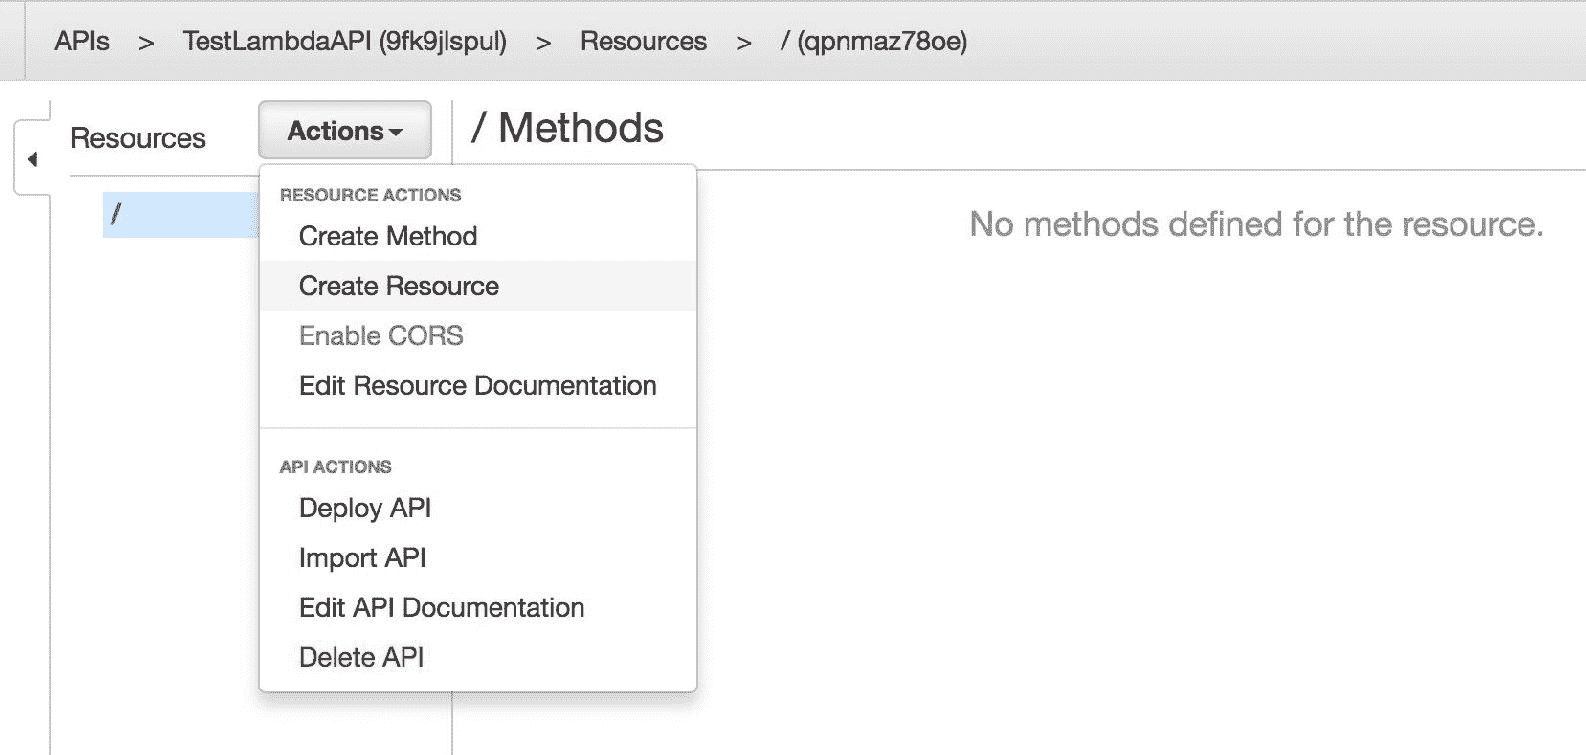 APIs > TestLambdaAPI (9fk9jlspul) > Resources > / (qpnmaz78oe)
Resources
Actions
/ Methods
/
RESOURCE ACTIONS
Create Method
Create Resource
Enable CORS
Edit Resource Documentation
API ACTIONS
Deploy API
Import API
Edit API Documentation
Delete API
No methods defined for the resource.